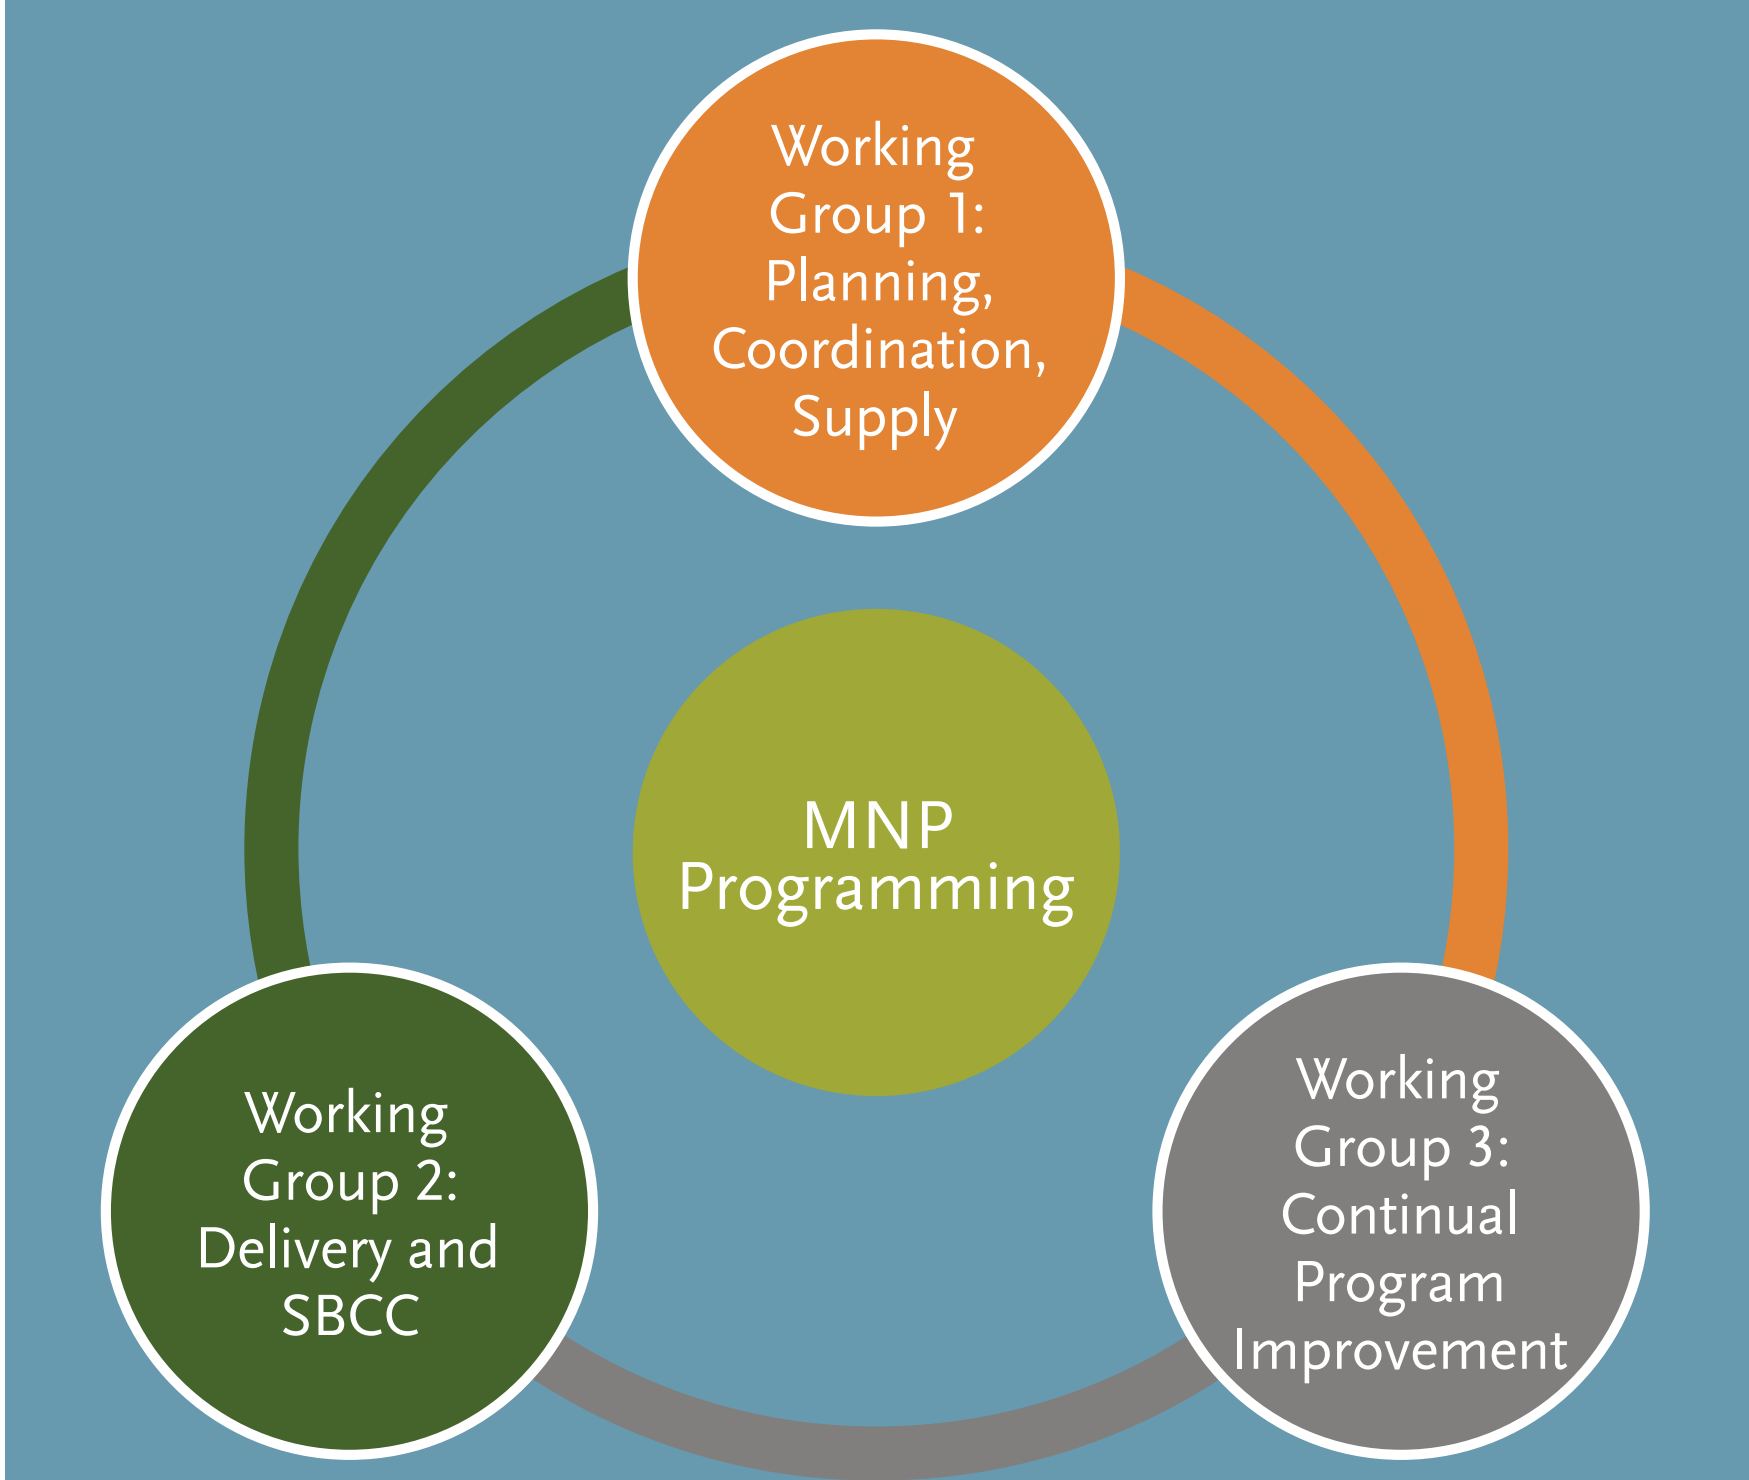 Working
Group 1:
Planning,
Coordination,
Supply
MNP
Programming
Working
Group 2:
Delivery and
SBCC
Working
Group 3:
Continual
Program
Improvement